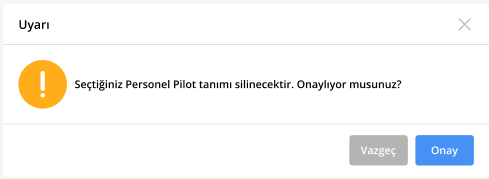 Uyarı
Seçtiğiniz Personel Pilot tanımı silinecektir. Onaylıyor musunuz?
Vazgeç
Onay